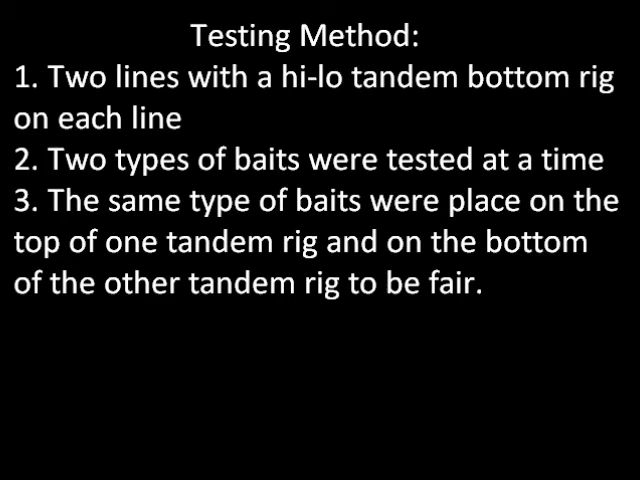 Testing Method:
1. Two lines with a hi-lo tandem bottom rig
on each line
2. Two types of baits were tested at a time
3. The same type of baits were place on the
top of one tandem rig and on the bottom
of the other tandem rig to be fair.